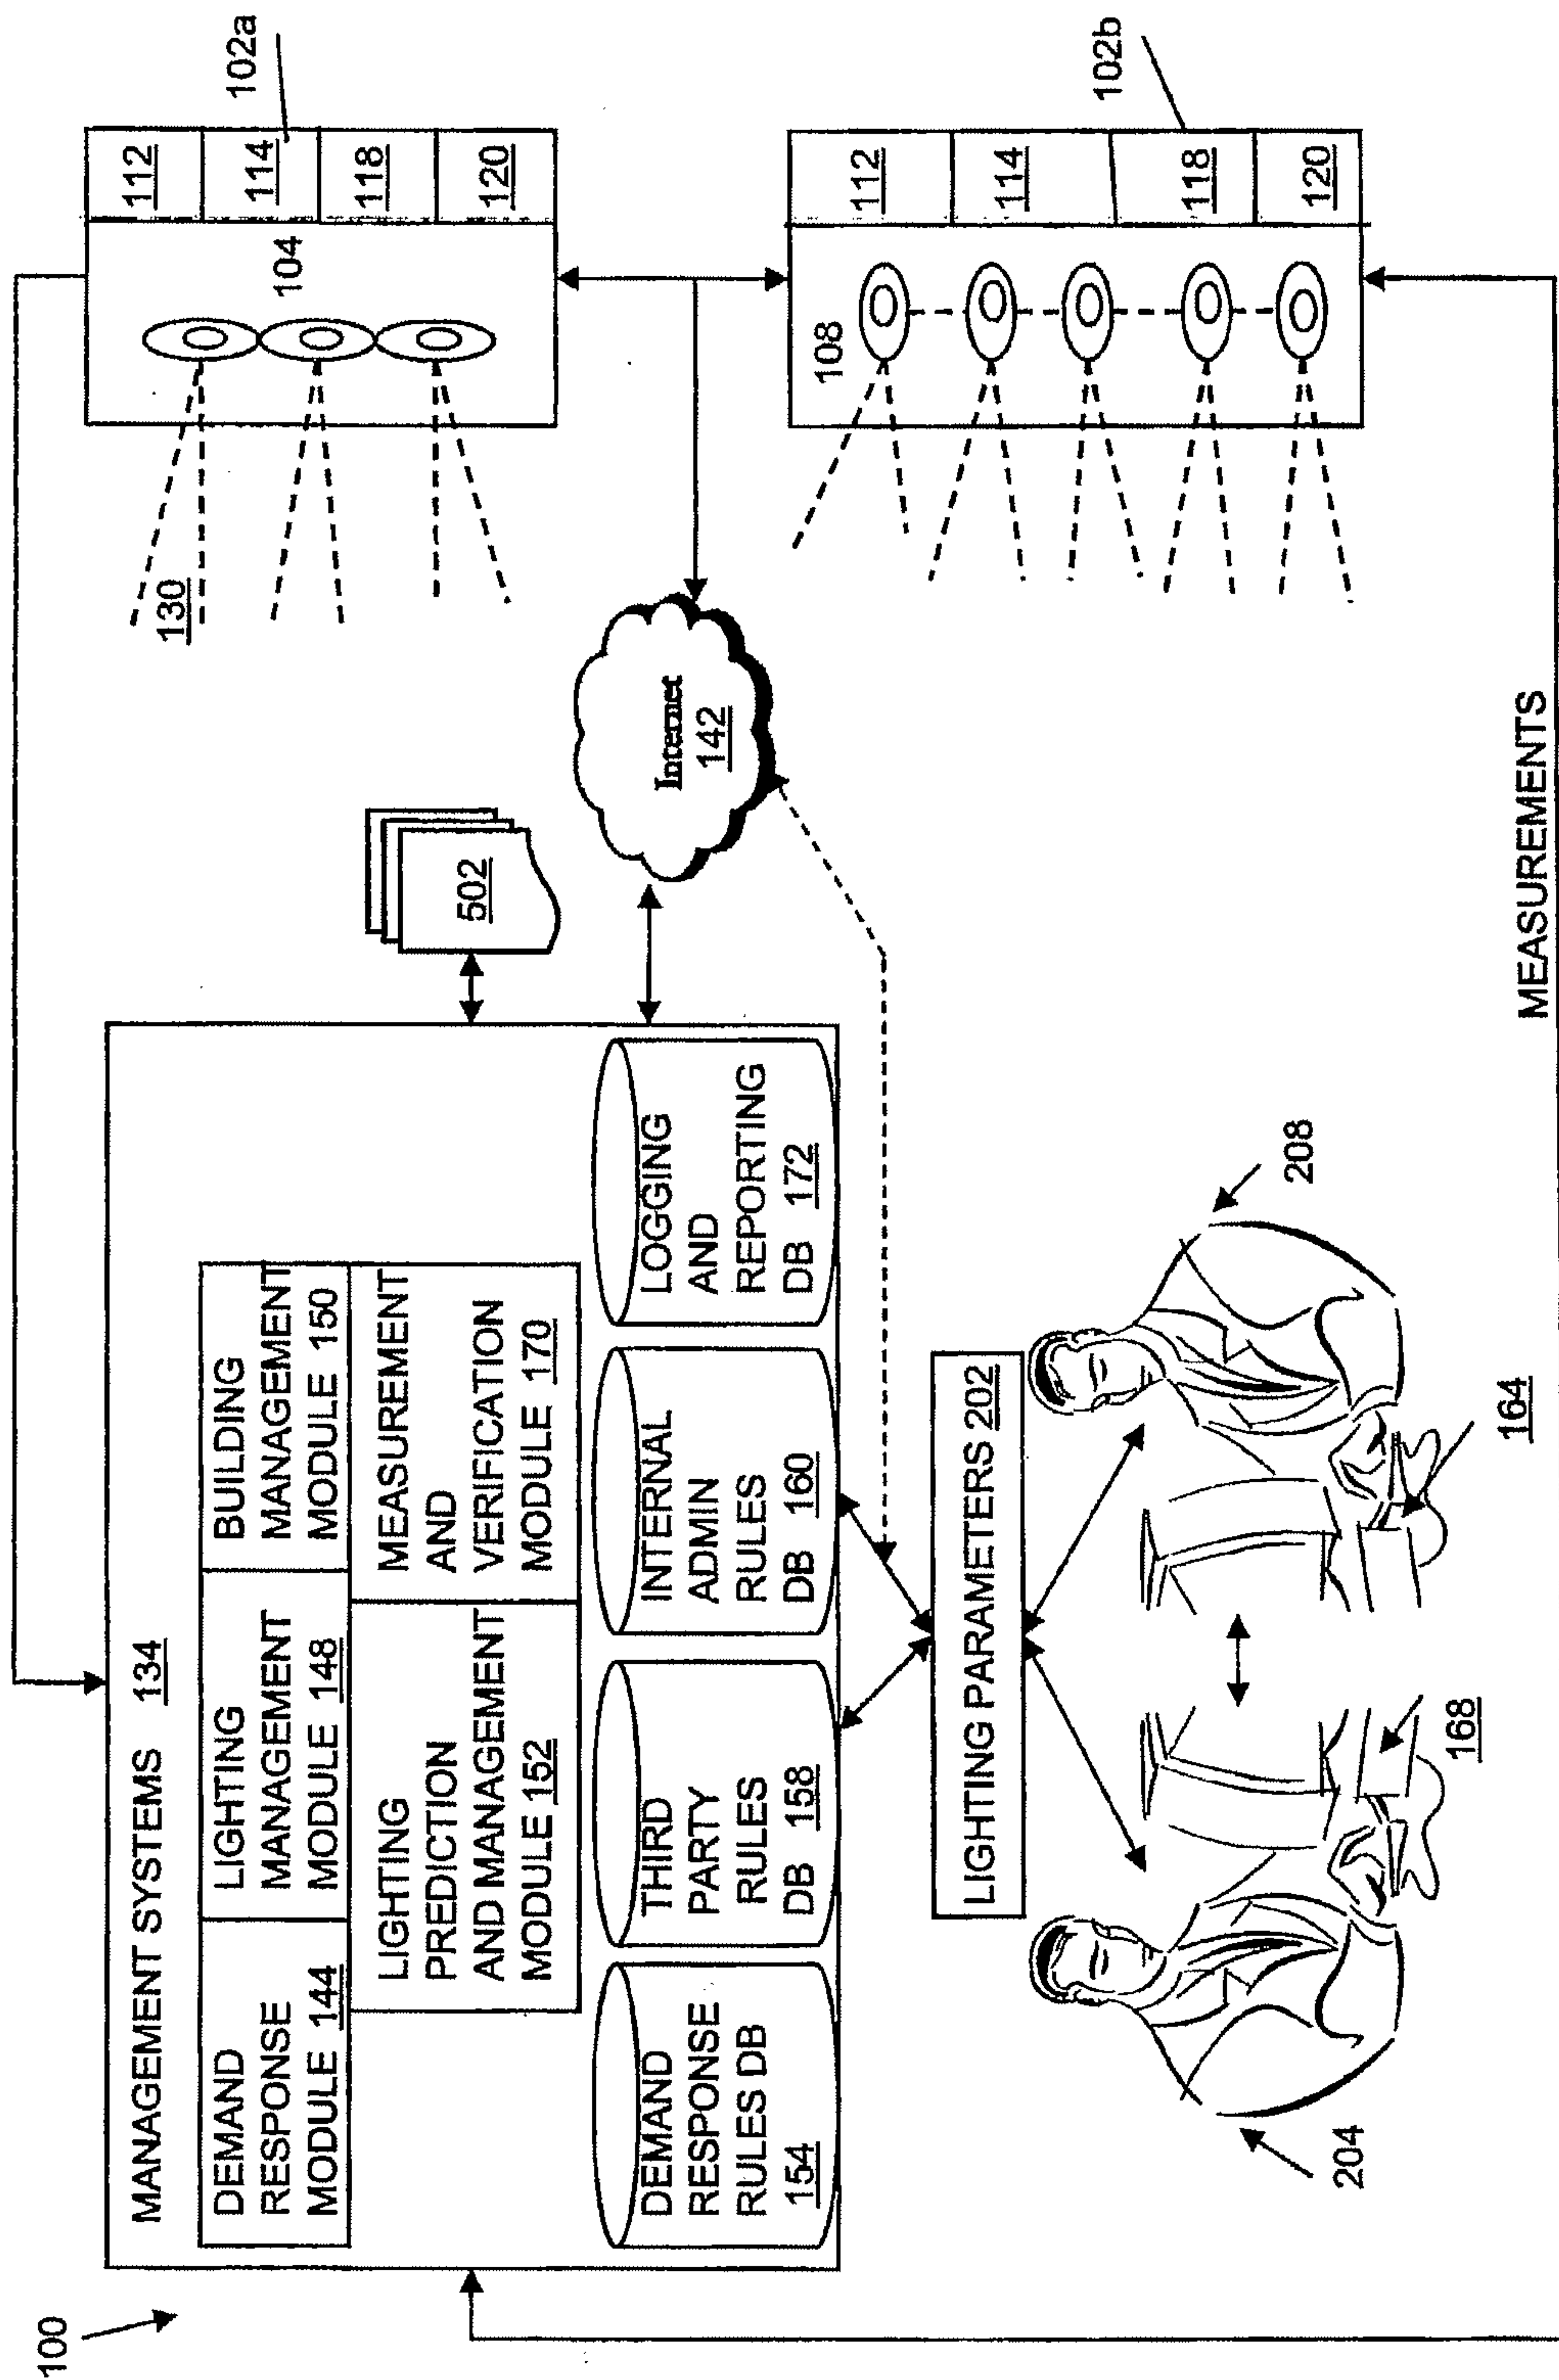 100
MANAGEMENT SYSTEMS 134
DEMAND
RESPONSE
MODULE 144
LIGHTING
MANAGEMENT
MODULE 148
BUILDING
MANAGEMENT
MODULE 150
LIGHTING
PREDICTION
AND MANAGEMENT
MODULE 152
MEASUREMENT
AND
VERIFICATION
MODULE 170
DEMAND
RESPONSE
RULES DB
154
THIRD
PARTY
RULES
DB 158
INTERNAL
ADMIN
RULES
DB 160
LOGGING
AND
REPORTING
DB 172
502
Internet
142
130
104
112
114
118
120
102a
108
112
114
118
120
102b
LIGHTING PARAMETERS 202
204
168
164
208
MEASUREMENTS